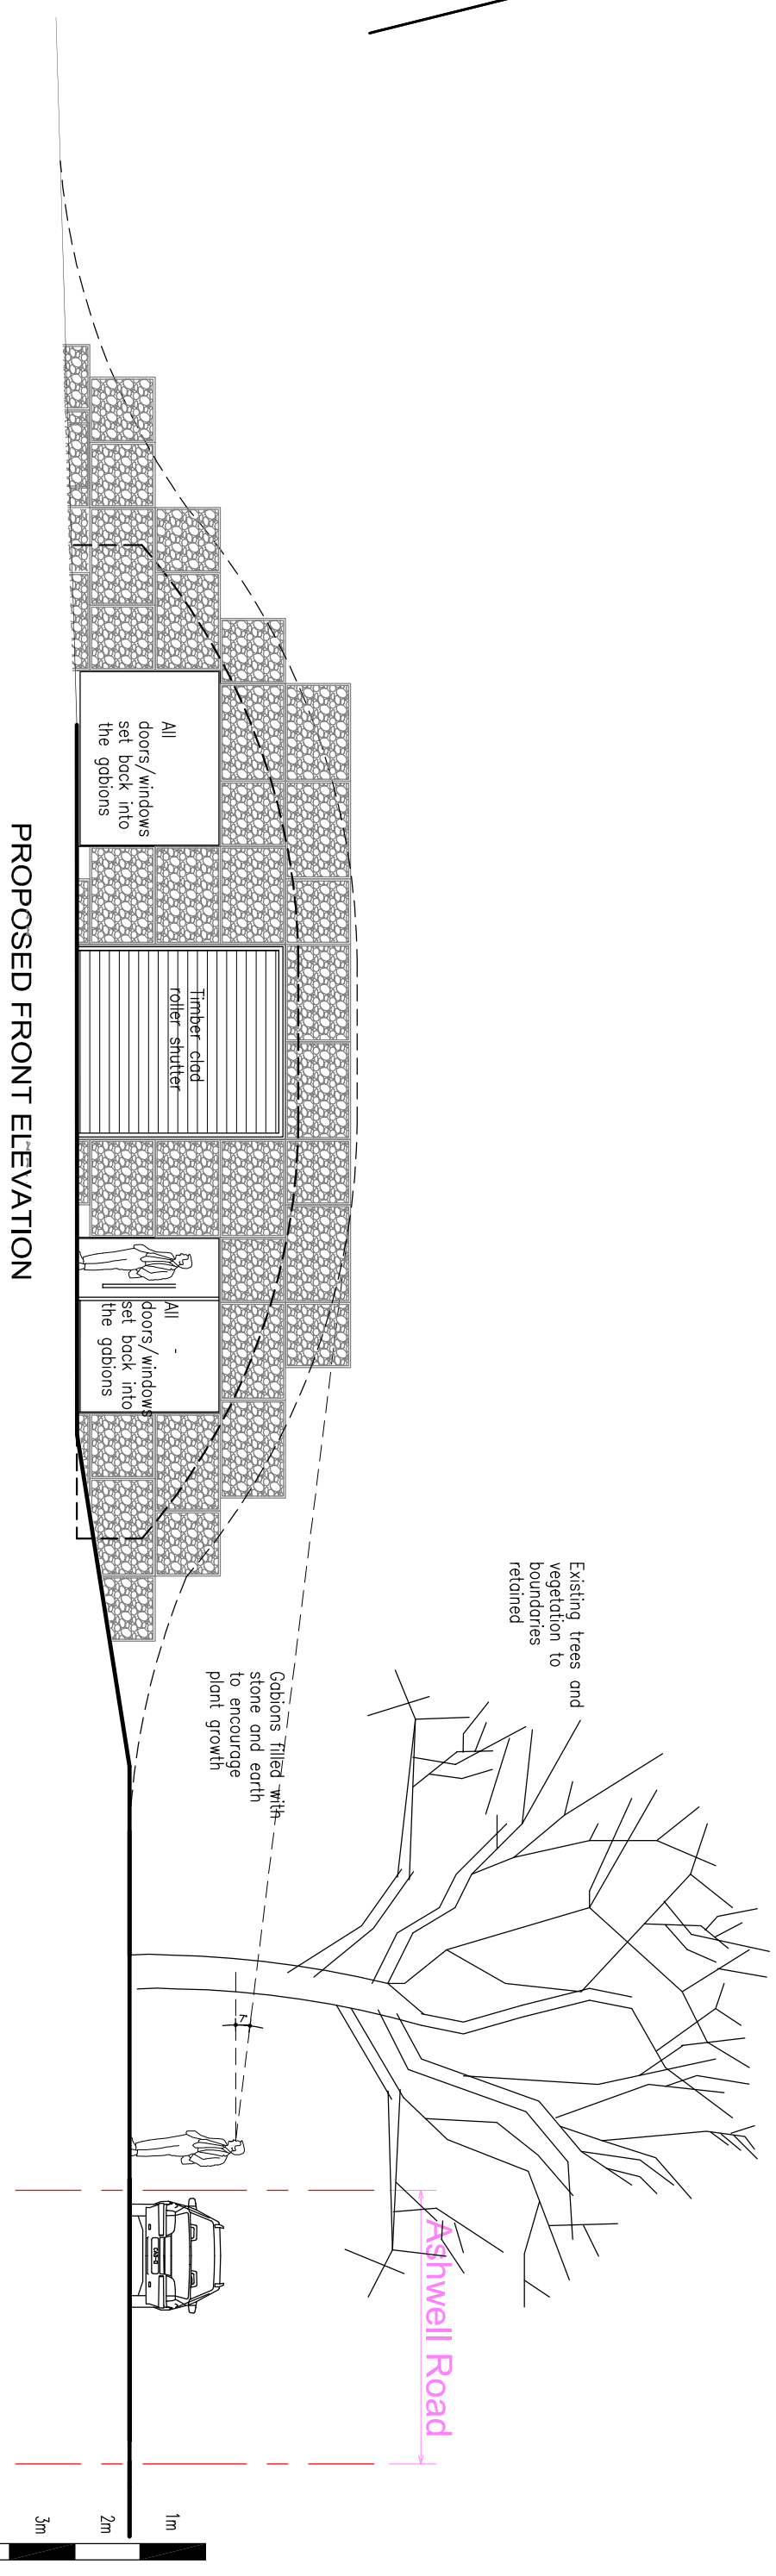 Existing trees and
vegetation to
boundaries
retained
Ashwell Road
Gabions filled with
stone and earth
to encourage
plant growth
7°
All
doors/windows
set back into
the gabions
Timber clad
roller shutter
All -
doors/windows
set back into
the gabions
1m
2m
3m
PROPOSED FRONT ELEVATION